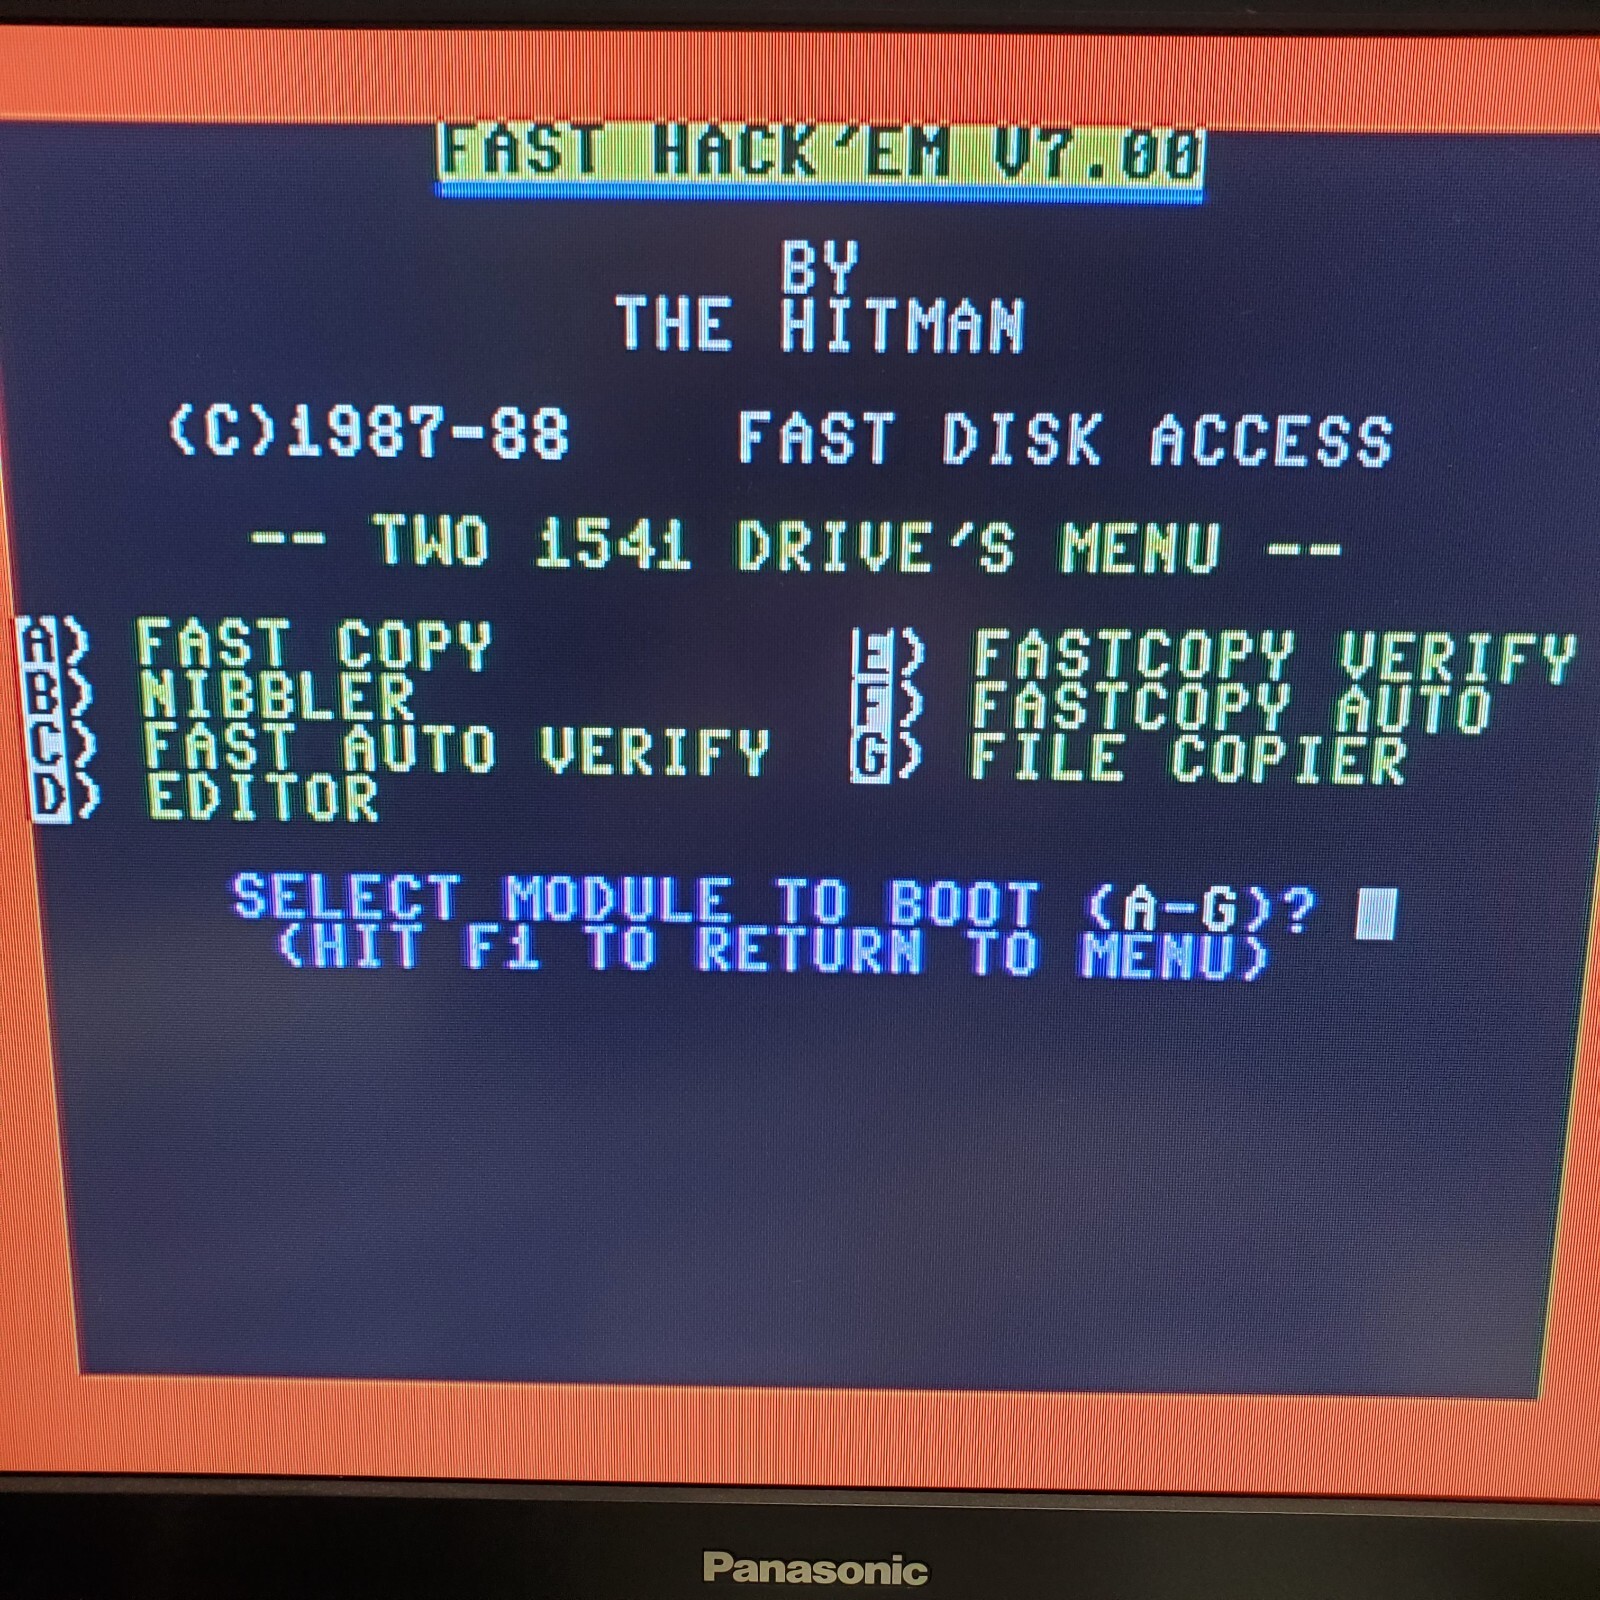 FAST HACK'EM V7.00
BY
THE HITMAN
(C)1987-88 FAST DISK ACCESS
-- TWO 1541 DRIVE'S MENU --
A) FAST COPY E) FASTCOPY VERIFY
B) NIBBLER F) FASTCOPY AUTO
C) FAST AUTO VERIFY G) FILE COPIER
D) EDITOR
SELECT MODULE TO BOOT (A-G)?
(HIT F1 TO RETURN TO MENU)
Panasonic